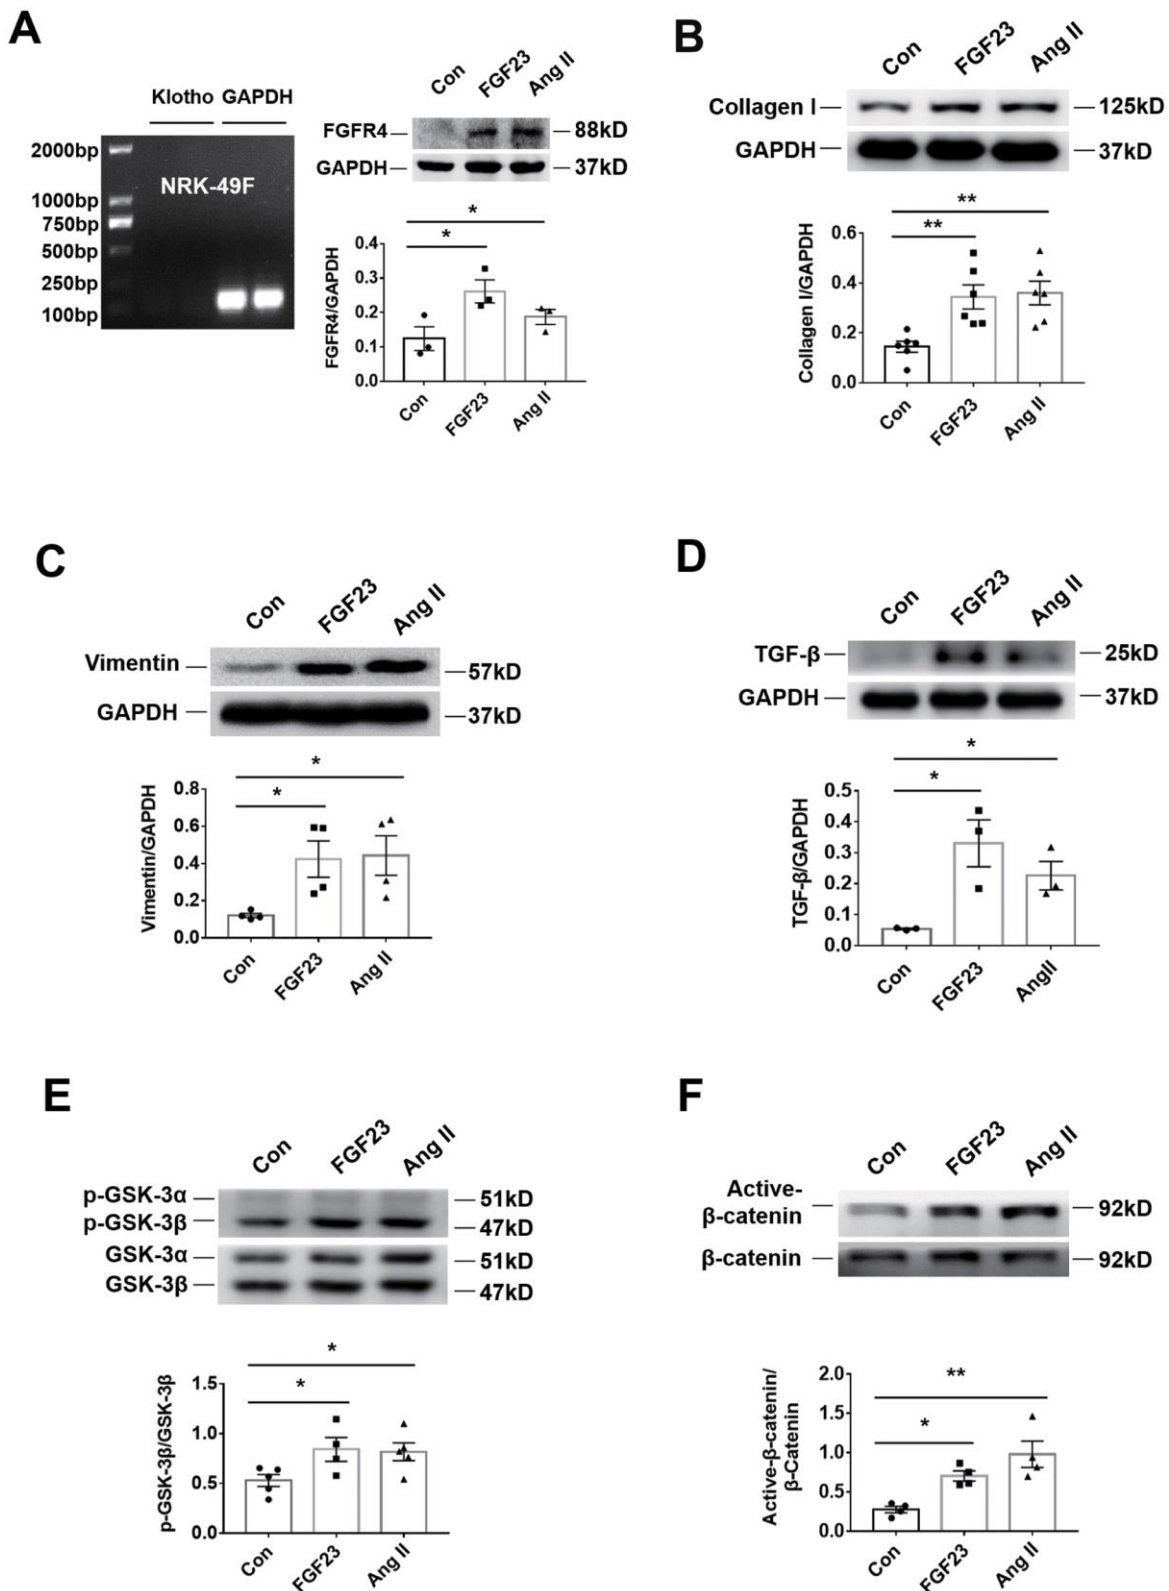 A
Klotho GAPDH
2000bp
1000bp
750bp
500bp
250bp
100bp
NRK-49F
Con FGF23 Ang II
FGFR4 88kD
GAPDH 37kD
* 
*
FGFR4/GAPDH
0.4
0.3
0.2
0.1
0.0
Con FGF23 Ang II
B
Con FGF23 Ang II
Collagen I 125kD
GAPDH 37kD
**
**
Collagen I/GAPDH
0.6
0.4
0.2
0.0
Con FGF23 Ang II
C
Con FGF23 Ang II
Vimentin 57kD
GAPDH 37kD
*
*
Vimentin/GAPDH
0.8
0.6
0.4
0.2
0.0
Con FGF23 Ang II
D
Con FGF23 Ang II
TGF-β 25kD
GAPDH 37kD
*
*
TGF-β/GAPDH
0.5
0.4
0.3
0.2
0.1
0.0
Con FGF23 AngII
E
Con FGF23 Ang II
p-GSK-3α 51kD
p-GSK-3β 47kD
GSK-3α 51kD
GSK-3β 47kD
*
*
p-GSK-3β/GSK-3β
1.5
1.0
0.5
0.0
Con FGF23 Ang II
F
Con FGF23 Ang II
Active-
β-catenin 92kD
β-catenin 92kD
**
*
Active-β-catenin/
β-Catenin
2.0
1.5
1.0
0.5
0.0
Con FGF23 Ang II